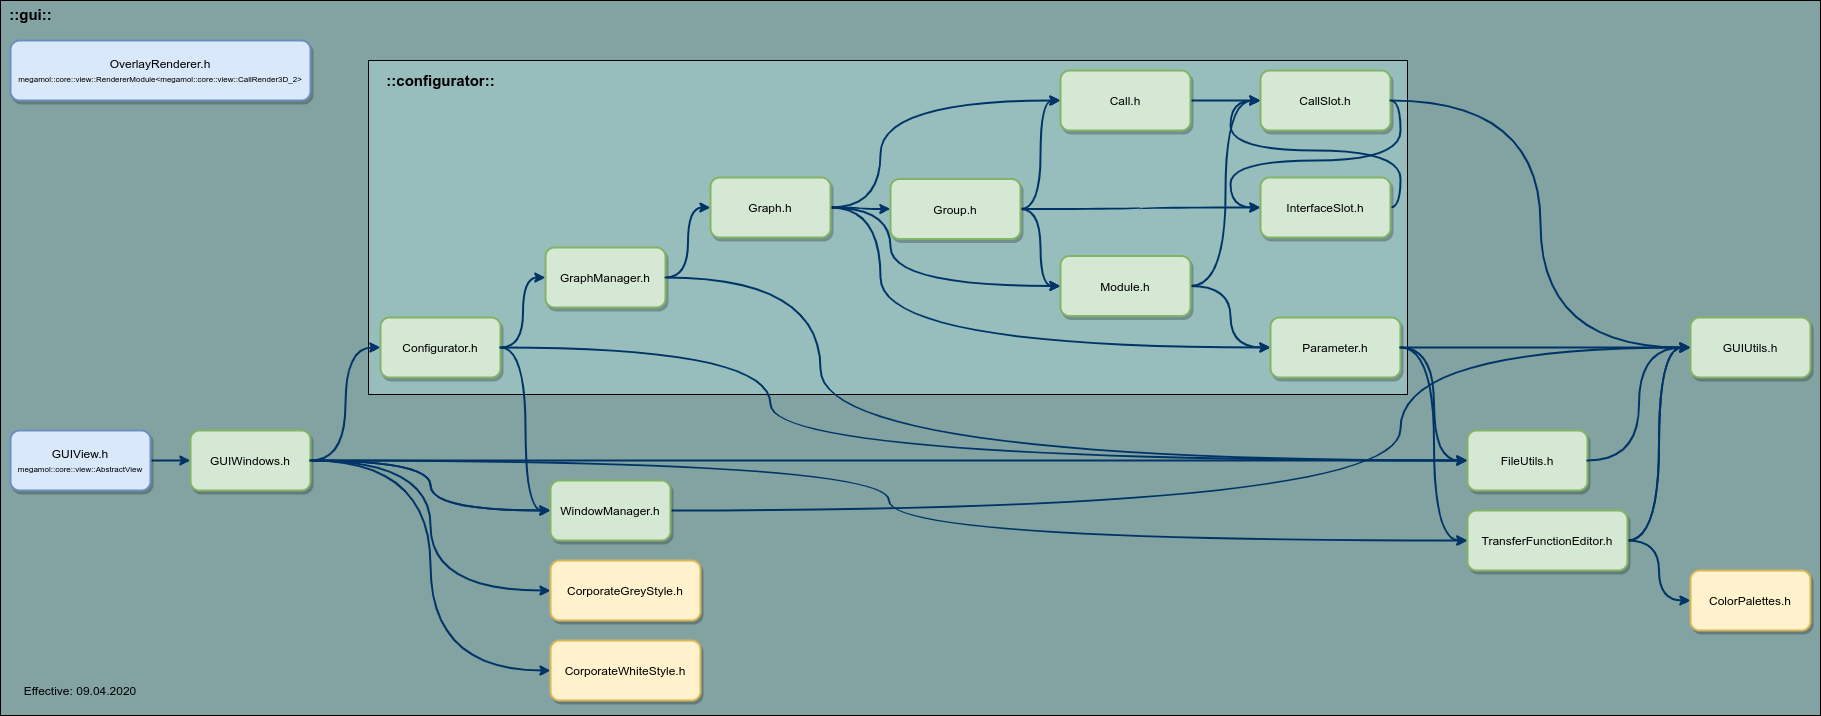 ::gui::
OverlayRenderer.h
megamol::core::view::RendererModule<megamol::core::view::CallRender3D_2>
::configurator::
Call.h
CallSlot.h
Graph.h
Group.h
InterfaceSlot.h
GraphManager.h
Module.h
Configurator.h
Parameter.h
GUIUtils.h
GUIView.h
megamol::core::view::AbstractView
GUIWindows.h
FileUtils.h
WindowManager.h
TransferFunctionEditor.h
CorporateGreyStyle.h
ColorPalettes.h
CorporateWhiteStyle.h
Effective: 09.04.2020